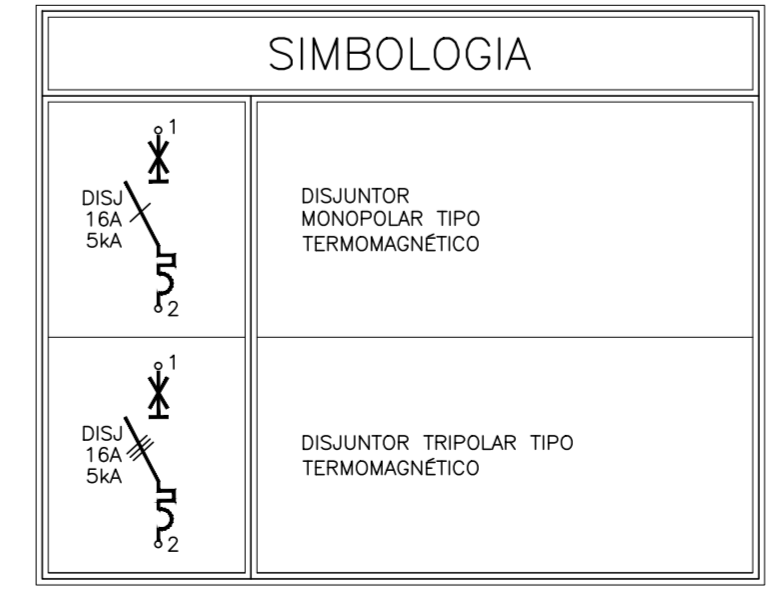 SIMBOLOGIA
1
DISJ
16A
5kA
2
DISJUNTOR
MONOPOLAR TIPO
TERMOMAGNÉTICO
1
DISJ
16A
5kA
2
DISJUNTOR TRIPOLAR TIPO
TERMOMAGNÉTICO